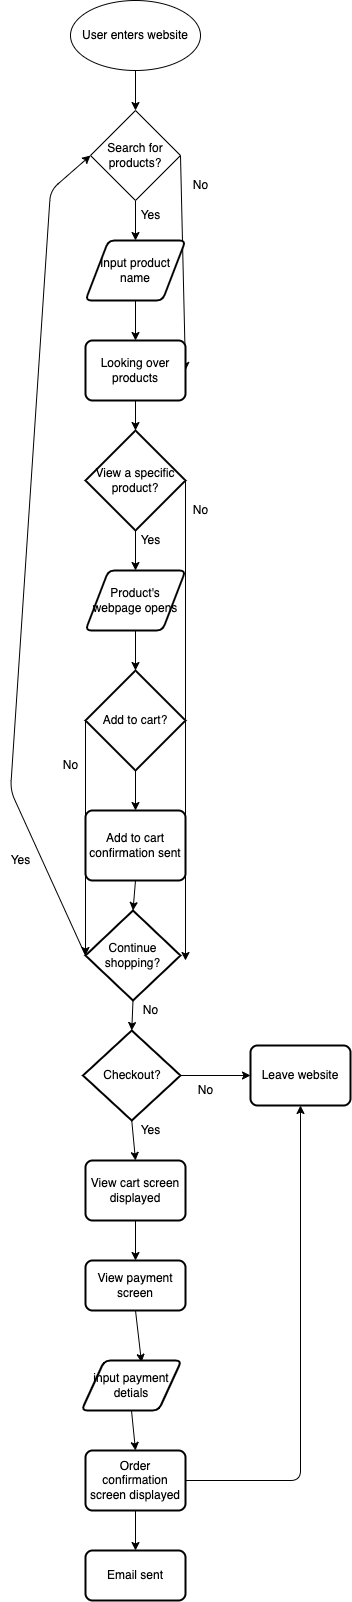 User enters website
Search for
products?
No
Yes
Input product
name
Looking over
products
View a specific
product?
No
Yes
Product's
webpage opens
Add to cart?
No
Add to cart
confirmation sent
Yes
Continue
shopping?
No
Checkout?
Leave website
No
Yes
View cart screen
displayed
View payment
screen
input payment
detials
Order
confirmation
screen displayed
Email sent